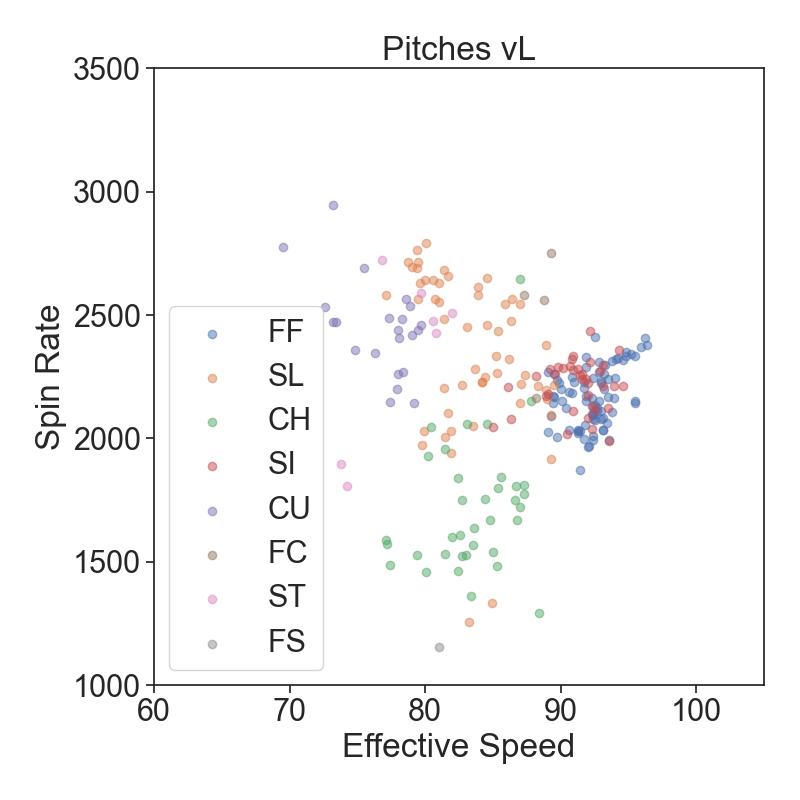 Pitches vL
3500
3000
2500
2000
1500
1000
Spin Rate
FF
SL
CH
SI
CU
FC
ST
FS
60 70 80 90 100
Effective Speed